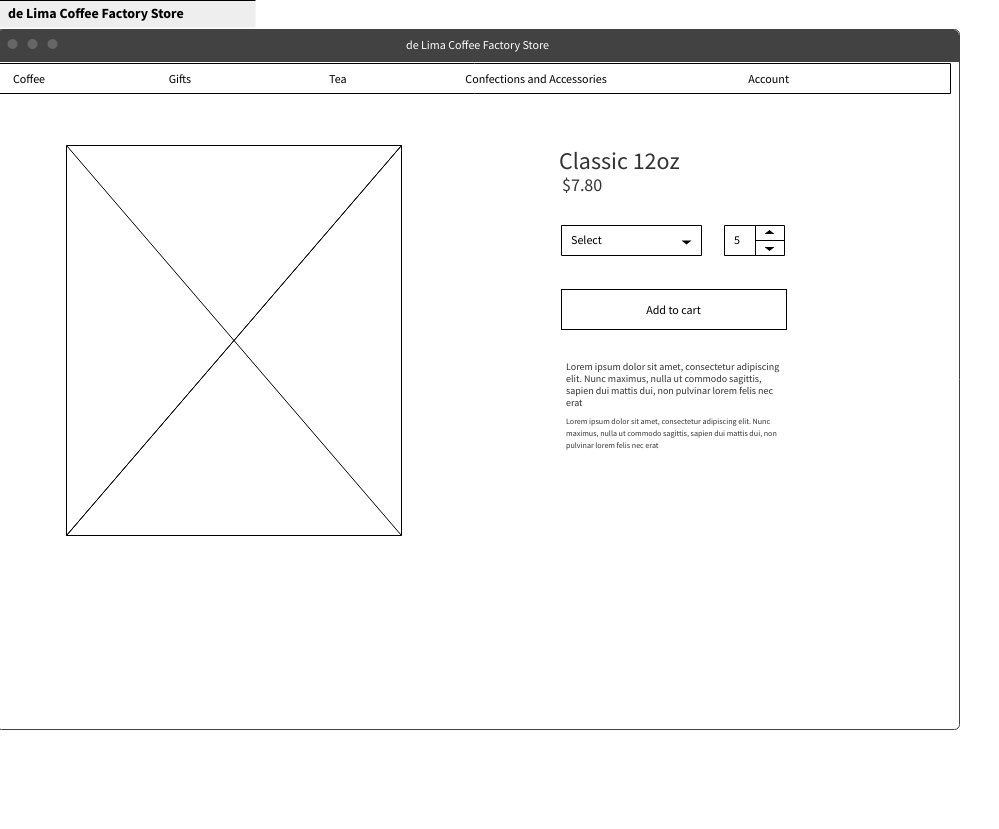 de Lima Coffee Factory Store
de Lima Coffee Factory Store
Coffee Gifts Tea Confections and Accessories Account
Classic 12oz
$7.80
Select 5
Add to cart
Lorem ipsum dolor sit amet, consectetur adipiscing
elit. Nunc maximus, nulla ut commodo sagittis,
sapien dui mattis dui, non pulvinar lorem felis nec
erat
Lorem ipsum dolor sit amet, consectetur adipiscing elit. Nunc
maximus, nulla ut commodo sagittis, sapien dui mattis dui, non
pulvinar lorem felis nec erat